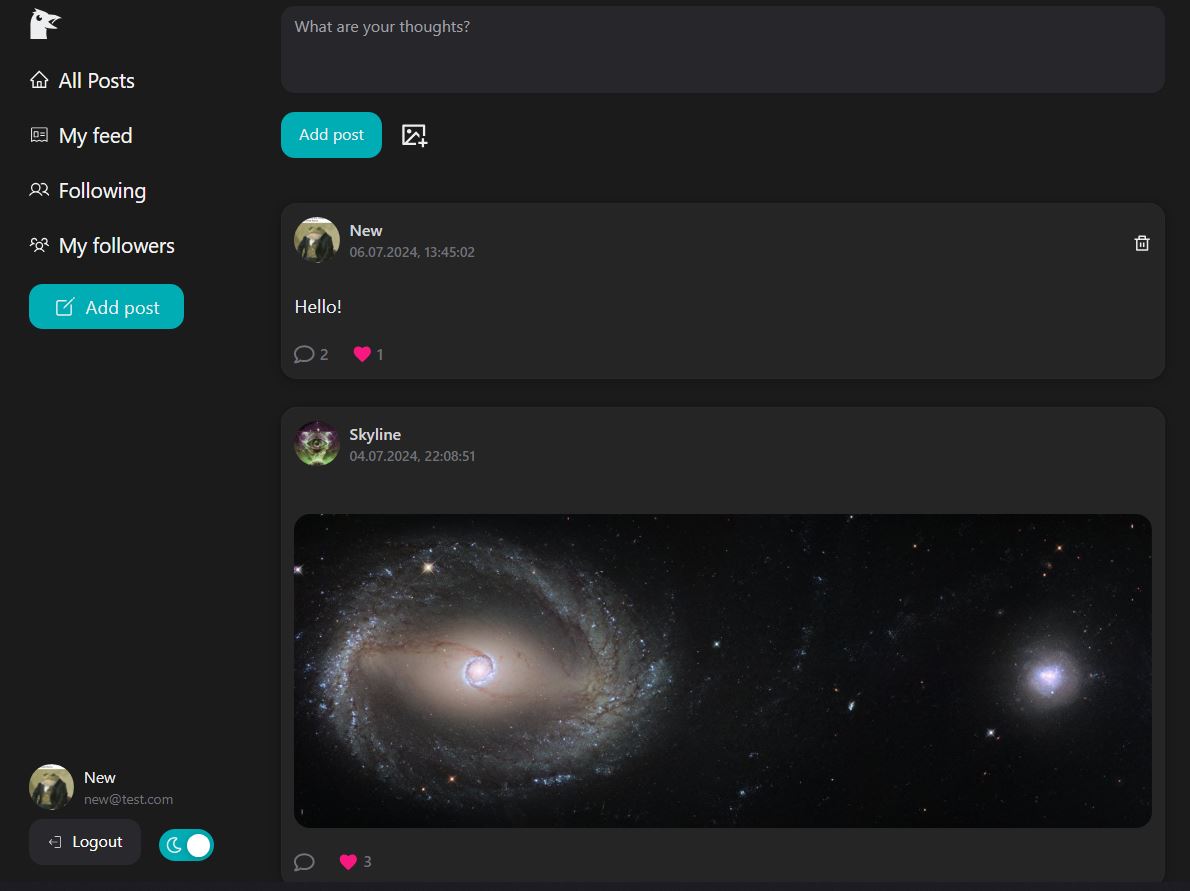 All Posts
My feed
Following
My followers
Add post
New
new@test.com
Logout
What are your thoughts?
Add post
New
06.07.2024, 13:45:02
Hello!
2 1
Skyline
04.07.2024, 22:08:51
3